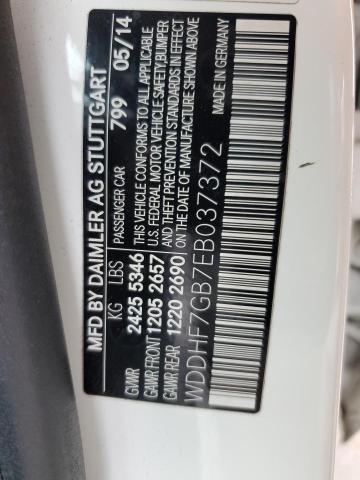 MFD BY DAIMLER AG STUTTGART
KG LBS PASSENGER CAR 799 05/14
GVWR 2425 5346 THIS VEHICLE CONFORMS TO ALL APPLICABLE
GAWR FRONT 1205 2657 U.S. FEDERAL MOTOR VEHICLE SAFETY, BUMPER
GAWR REAR 1220 2690 AND THEFT PREVENTION STANDARDS IN EFFECT
ON THE DATE OF MANUFACTURE SHOWN ABOVE
WDDHF7GB7EB037372 MADE IN GERMANY